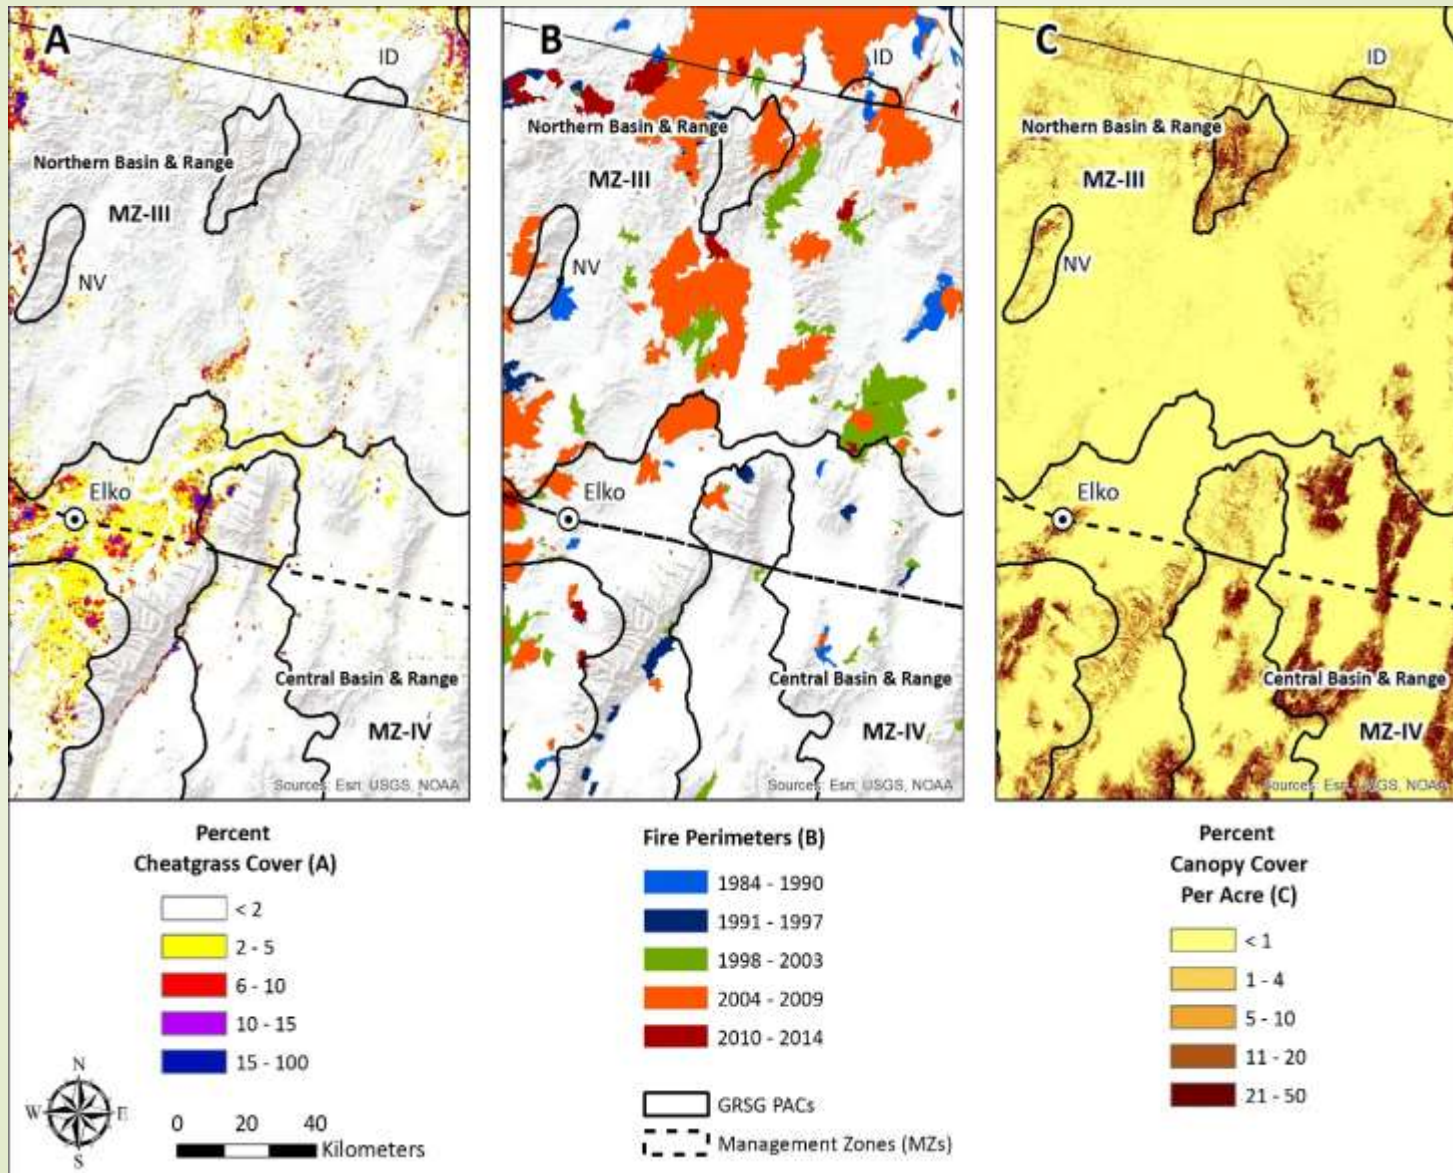 A
ID
Northern Basin & Range
MZ-III
NV
Elko
Central Basin & Range
MZ-IV
Sources: Esri, USGS, NOAA
B
ID
Northern Basin & Range
MZ-III
NV
Elko
Central Basin & Range
MZ-IV
Sources: Esri, USGS, NOAA
C
ID
Northern Basin & Range
MZ-III
NV
Elko
Central Basin & Range
MZ-IV
Sources: Esri, USGS, NOAA
Percent
Cheatgrass Cover (A)
< 2
2 - 5
6 - 10
10 - 15
15 - 100
N
W E
S
0 20 40
Kilometers
Fire Perimeters (B)
1984 - 1990
1991 - 1997
1998 - 2003
2004 - 2009
2010 - 2014
GRSG PACs
Management Zones (MZs)
Percent
Canopy Cover
Per Acre (C)
< 1
1 - 4
5 - 10
11 - 20
21 - 50